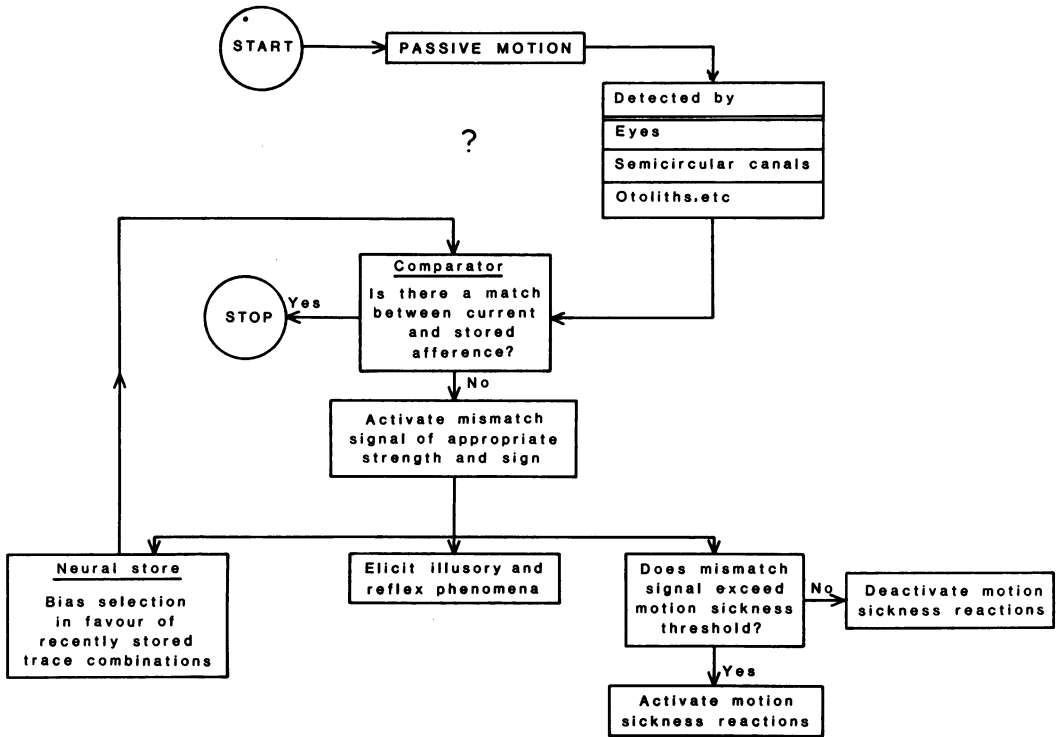 START
PASSIVE MOTION
Detected by
Eyes
Semicircular canals
Otoliths,etc
?
Comparator
Is there a match
between current
and stored
afference?
Yes
STOP
No
Activate mismatch
signal of appropriate
strength and sign
Neural store
Bias selection
in favour of
recently stored
trace combinations
Elicit illusory and
reflex phenomena
Does mismatch
signal exceed
motion sickness
threshold?
No
Deactivate motion
sickness reactions
Yes
Activate motion
sickness reactions